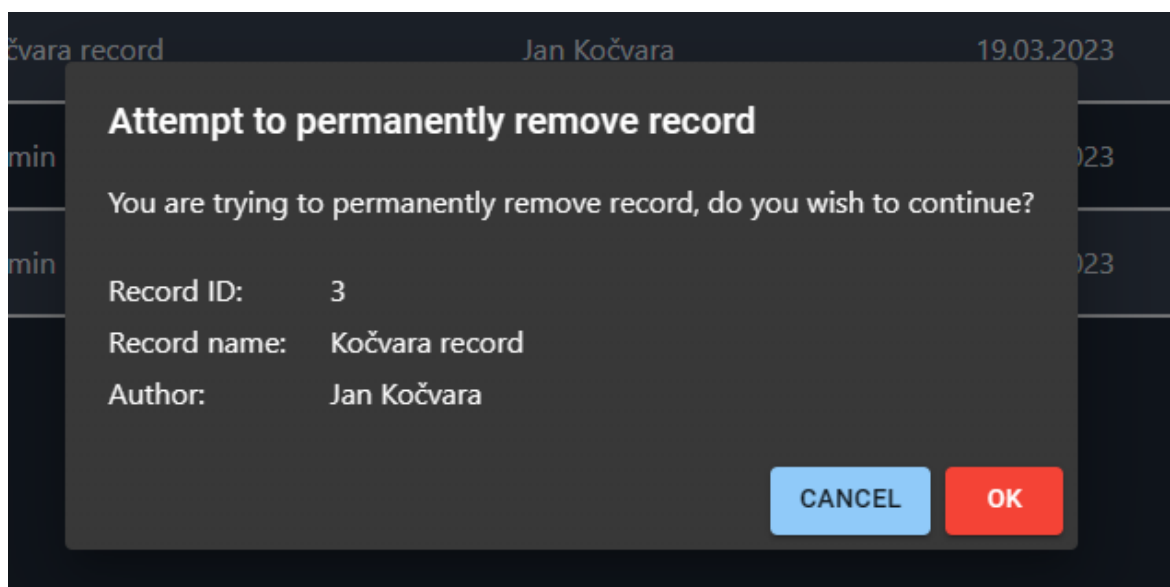 čvara record Jan Kočvara 19.03.2023
Attempt to permanently remove record
min 023
You are trying to permanently remove record, do you wish to continue?
min 023
Record ID: 3
Record name: Kočvara record
Author: Jan Kočvara
CANCEL OK